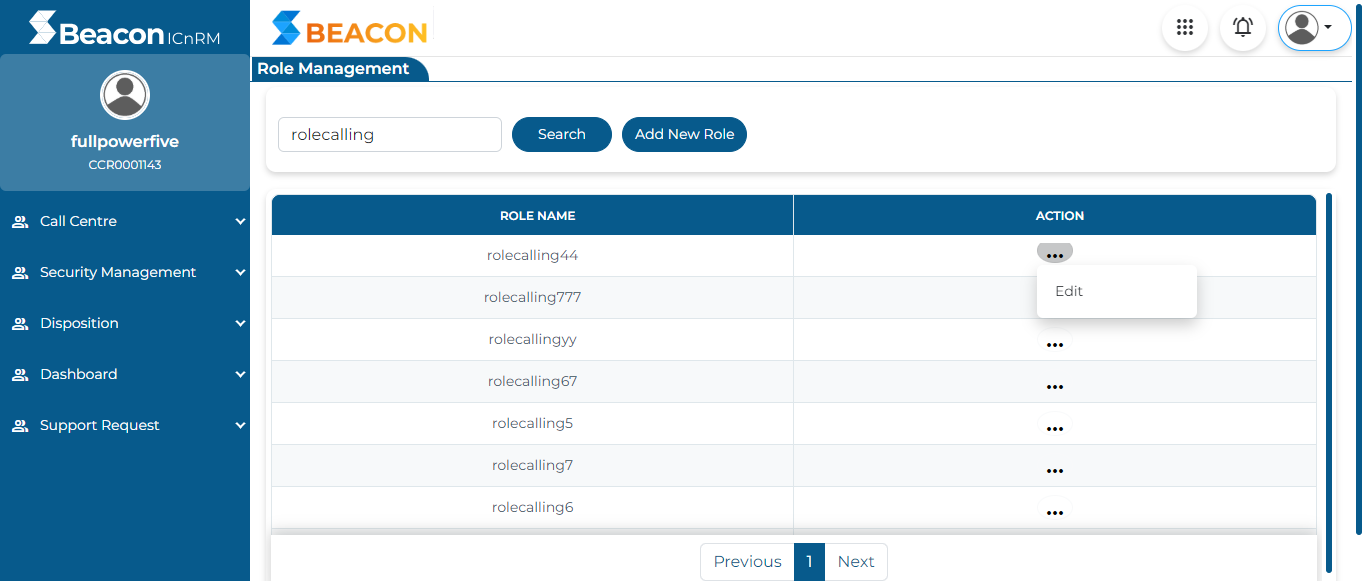 Beacon ICnRM
BEACON
Role Management
fullpowerfive
CCR0001143
Call Centre
Security Management
Disposition
Dashboard
Support Request
rolecalling Search Add New Role
ROLE NAME ACTION
rolecalling44
Edit
rolecalling777
rolecallingyy
rolecalling67
rolecalling5
rolecalling7
rolecalling6
Previous 1 Next